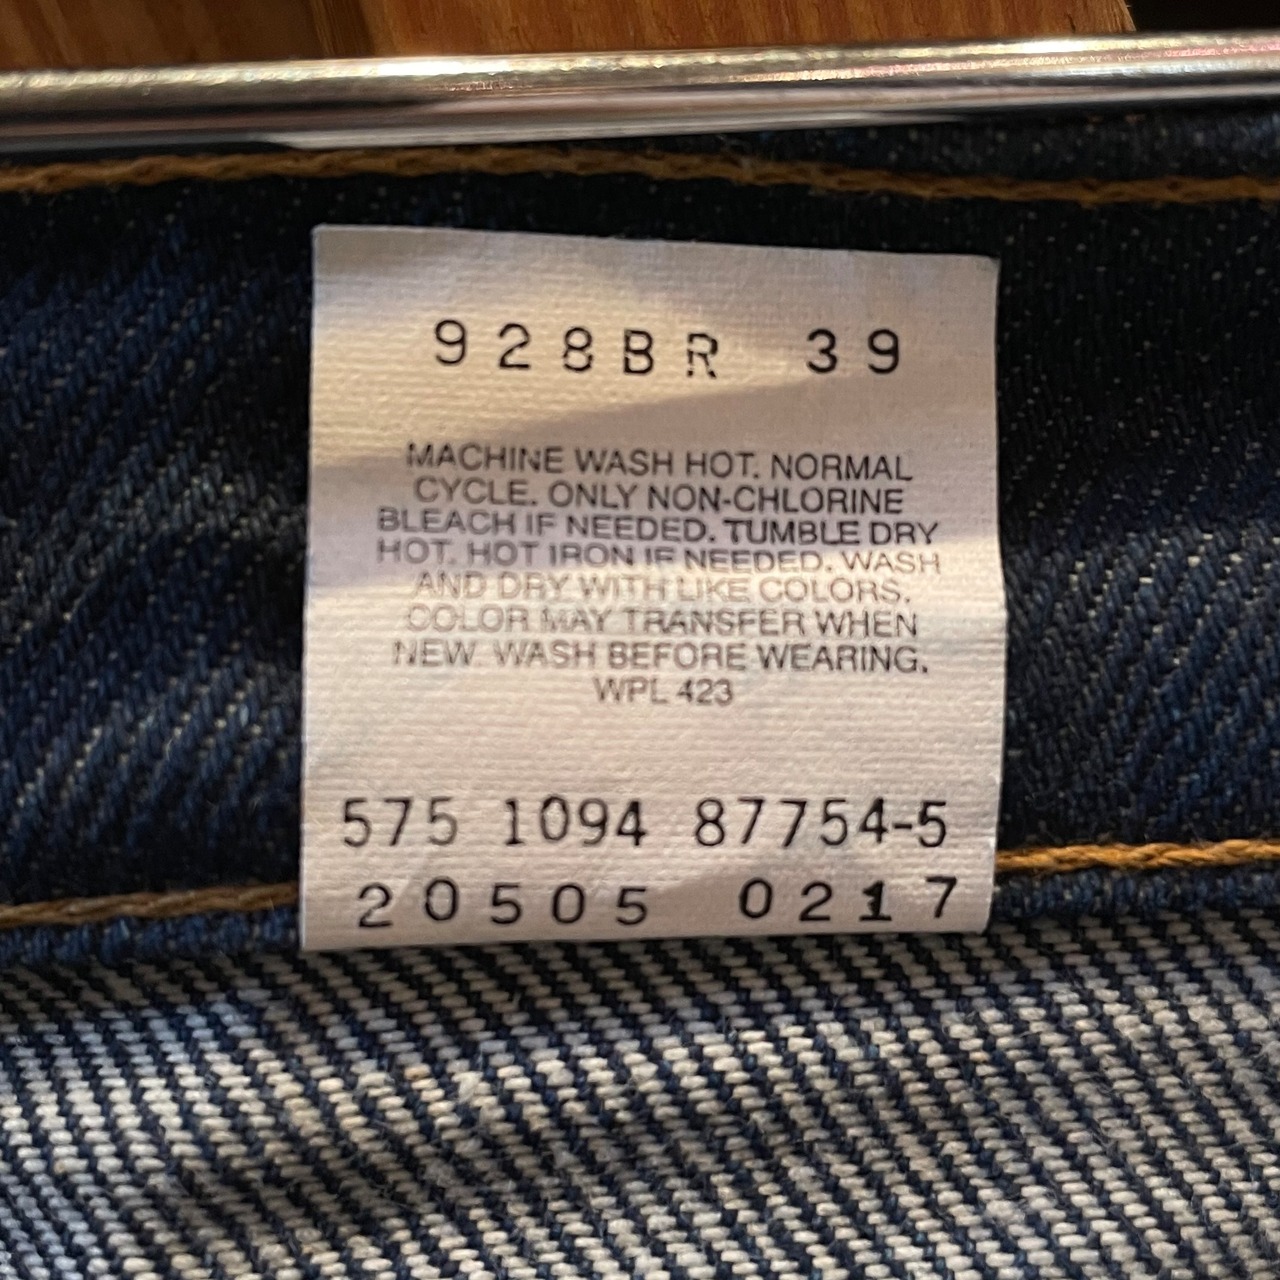 928BR 39
MACHINE WASH HOT. NORMAL
CYCLE. ONLY NON-CHLORINE
BLEACH IF NEEDED. TUMBLE DRY
HOT. HOT IRON IF NEEDED. WASH
AND DRY WITH LIKE COLORS.
COLOR MAY TRANSFER WHEN
NEW. WASH BEFORE WEARING.
WPL 423
575 1094 87754-5
20505 0217